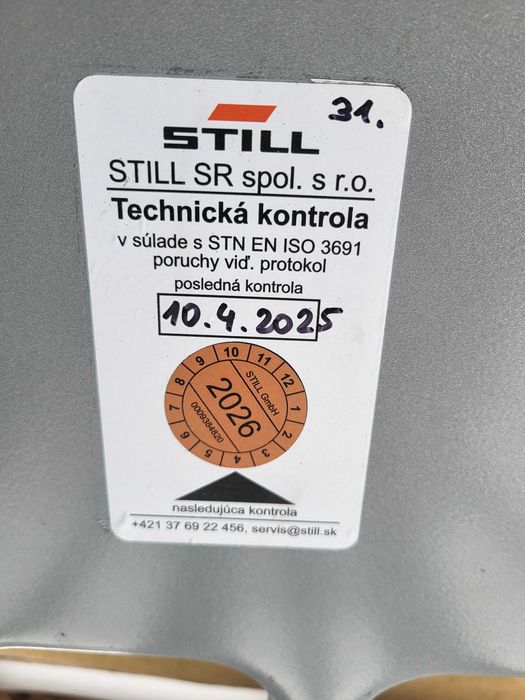 31.
STILL
STILL SR spol. s r.o.
Technická kontrola
v súlade s STN EN ISO 3691
poruchy viď. protokol
posledná kontrola
10.4.2025
1 2 3 4 5 6 7 8 9 10 11 12
STILL GmbH
2026
0009384820
nasledujúca kontrola
+421 37 69 22 456, servis@still.sk